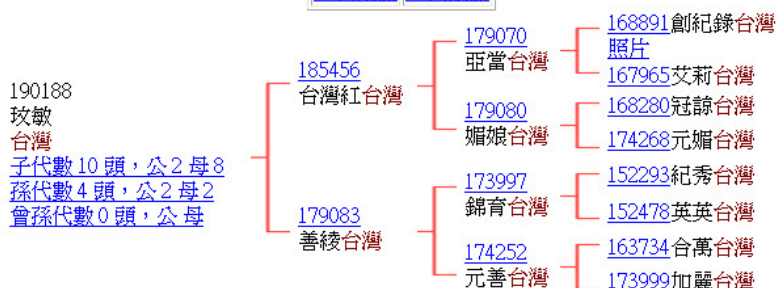 190188
玫敏
台灣
子代數10頭，公2母8
孫代數4頭，公2母2
曾孫代數0頭，公 母
185456
台灣紅台灣
179083
善綾台灣
179070
亞當台灣
179080
媚娘台灣
173997
錦育台灣
174252
元善台灣
168891創紀錄台灣
照片
167965艾莉台灣
168280冠諒台灣
174268元媚台灣
152293紀秀台灣
152478英英台灣
163734合萬台灣
173999加麗台灣